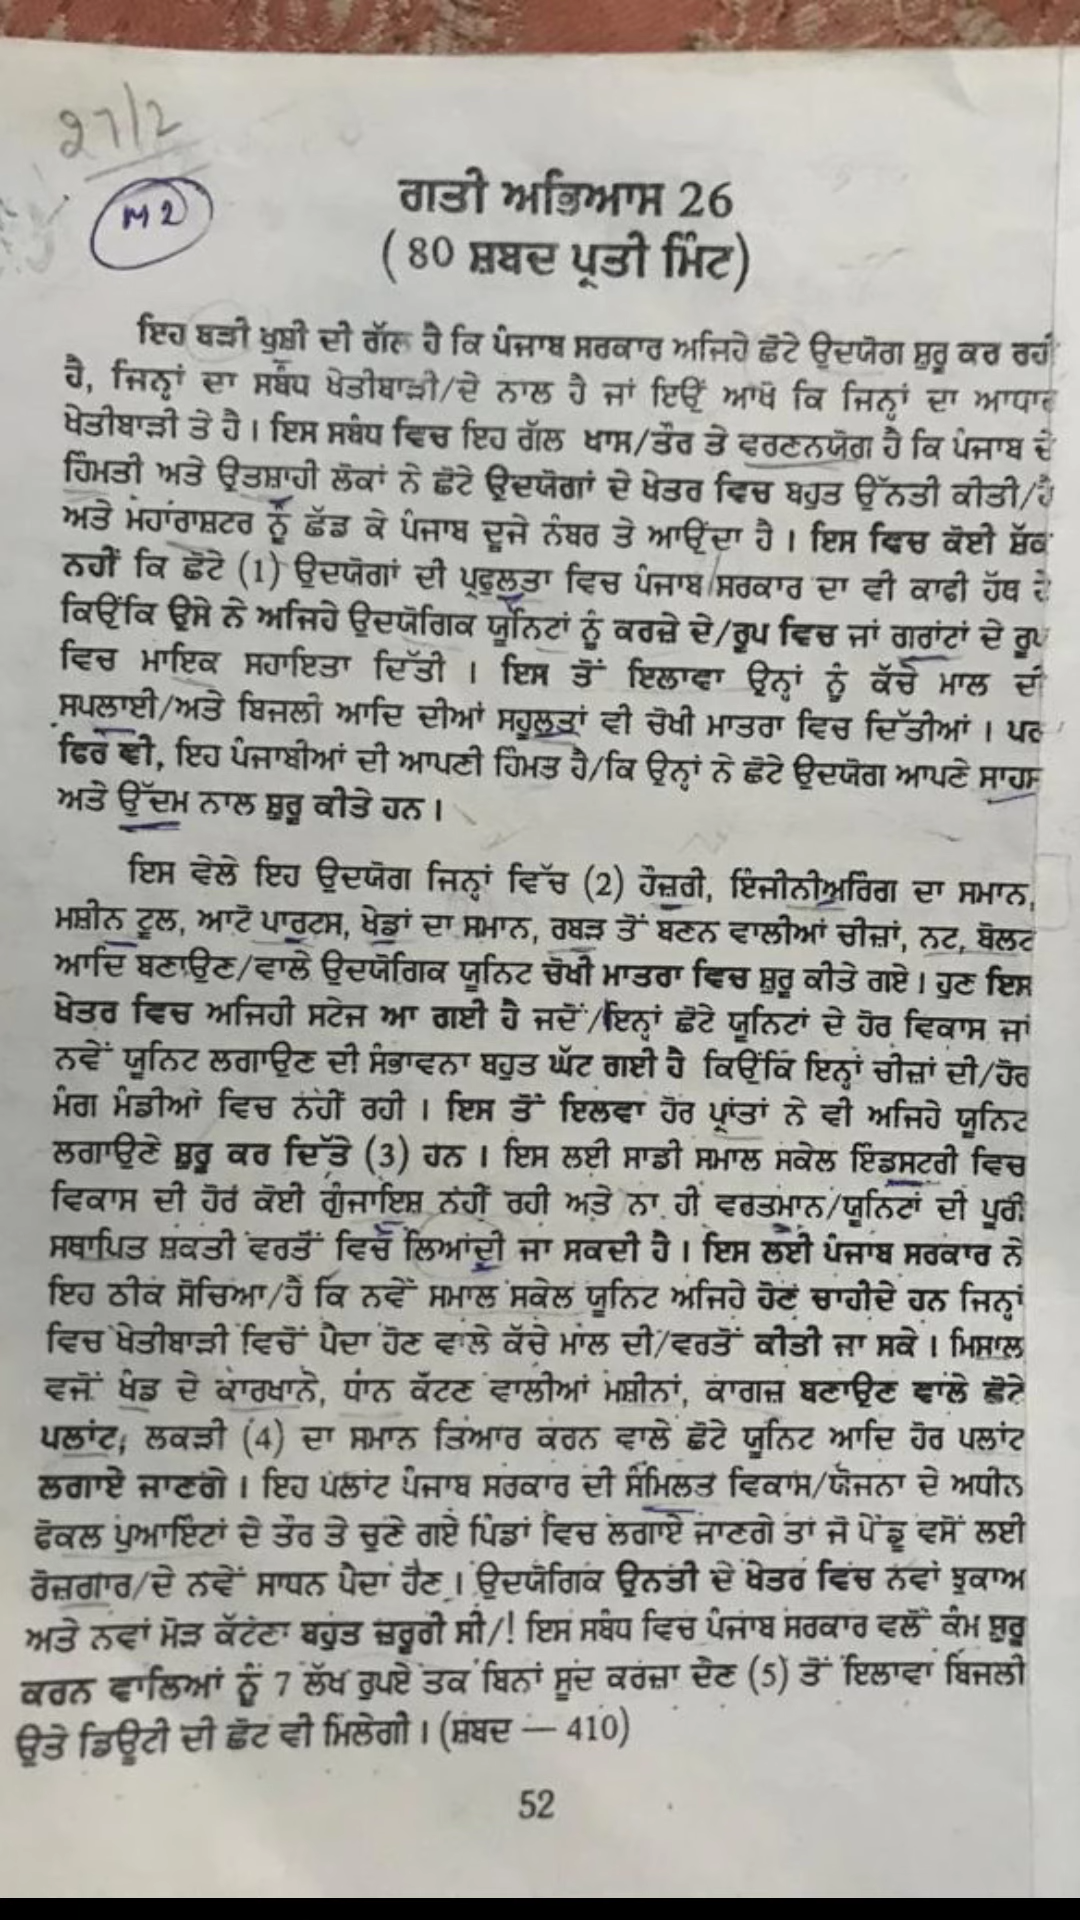 27/2
M2
ਗਤੀ ਅਭਿਆਸ 26
( 80 ਸ਼ਬਦ ਪ੍ਰਤੀ ਮਿੰਟ)
ਇਹ ਬੜੀ ਖੁਸ਼ੀ ਦੀ ਗੱਲ ਹੈ ਕਿ ਪੰਜਾਬ ਸਰਕਾਰ ਅਜਿਹੇ ਛੋਟੇ ਉਦਯੋਗ ਸ਼ੁਰੂ ਕਰ ਰਹੀ
ਹੈ, ਜਿਨ੍ਹਾਂ ਦਾ ਸਬੰਧ ਖੇਤੀਬਾੜੀ/ਦੇ ਨਾਲ ਹੈ ਜਾਂ ਇਉਂ ਆਖੋ ਕਿ ਜਿਨ੍ਹਾਂ ਦਾ ਆਧਾਰ
ਖੇਤੀਬਾੜੀ ਤੇ ਹੈ । ਇਸ ਸਬੰਧ ਵਿਚ ਇਹ ਗੱਲ ਖਾਸ/ਤੌਰ ਤੇ ਵਰਣਨਯੋਗ ਹੈ ਕਿ ਪੰਜਾਬ ਦੇ
ਹਿੰਮਤੀ ਅਤੇ ਉਤਸ਼ਾਹੀ ਲੋਕਾਂ ਨੇ ਛੋਟੇ ਉਦਯੋਗਾਂ ਦੇ ਖੇਤਰ ਵਿਚ ਬਹੁਤ ਉੱਨਤੀ ਕੀਤੀ/ਹੈ
ਅਤੇ ਮਹਾਂਰਾਸ਼ਟਰ ਨੂੰ ਛੱਡ ਕੇ ਪੰਜਾਬ ਦੂਜੇ ਨੰਬਰ ਤੇ ਆਉਂਦਾ ਹੈ । ਇਸ ਵਿਚ ਕੋਈ ਸ਼ੱਕ
ਨਹੀਂ ਕਿ ਛੋਟੇ (1) ਉਦਯੋਗਾਂ ਦੀ ਪ੍ਰਫੁਲਤਾ ਵਿਚ ਪੰਜਾਬ/ਸਰਕਾਰ ਦਾ ਵੀ ਕਾਫੀ ਹੱਥ ਹੈ
ਕਿਉਂਕਿ ਉਸੇ ਨੇ ਅਜਿਹੇ ਉਦਯੋਗਿਕ ਯੂਨਿਟਾਂ ਨੂੰ ਕਰਜ਼ੇ ਦੇ/ਰੂਪ ਵਿਚ ਜਾਂ ਗਰਾਂਟਾਂ ਦੇ ਰੂਪ
ਵਿਚ ਮਾਇਕ ਸਹਾਇਤਾ ਦਿੱਤੀ । ਇਸ ਤੋਂ ਇਲਾਵਾ ਉਨ੍ਹਾਂ ਨੂੰ ਕੱਚੇ ਮਾਲ ਦੀ
ਸਪਲਾਈ/ਅਤੇ ਬਿਜਲੀ ਆਦਿ ਦੀਆਂ ਸਹੂਲਤਾਂ ਵੀ ਚੋਖੀ ਮਾਤਰਾ ਵਿਚ ਦਿੱਤੀਆਂ । ਪਰ
ਫਿਰ ਵੀ, ਇਹ ਪੰਜਾਬੀਆਂ ਦੀ ਆਪਣੀ ਹਿੰਮਤ ਹੈ/ਕਿ ਉਨ੍ਹਾਂ ਨੇ ਛੋਟੇ ਉਦਯੋਗ ਆਪਣੇ ਸਾਹਸ
ਅਤੇ ਉੱਦਮ ਨਾਲ ਸ਼ੁਰੂ ਕੀਤੇ ਹਨ ।
ਇਸ ਵੇਲੇ ਇਹ ਉਦਯੋਗ ਜਿਨ੍ਹਾਂ ਵਿੱਚ (2) ਹੌਜ਼ਰੀ, ਇੰਜੀਨੀਅਰਿੰਗ ਦਾ ਸਮਾਨ,
ਮਸ਼ੀਨ ਟੂਲ, ਆਟੋ ਪਾਰਟਸ, ਖੇਡਾਂ ਦਾ ਸਮਾਨ, ਰਬੜ ਤੋਂ ਬਣਨ ਵਾਲੀਆਂ ਚੀਜ਼ਾਂ, ਨਟ, ਬੋਲਟ
ਆਦਿ ਬਣਾਉਣ/ਵਾਲੇ ਉਦਯੋਗਿਕ ਯੂਨਿਟ ਚੋਖੀ ਮਾਤਰਾ ਵਿਚ ਸ਼ੁਰੂ ਕੀਤੇ ਗਏ । ਹੁਣ ਇਸ
ਖੇਤਰ ਵਿਚ ਅਜਿਹੀ ਸਟੇਜ ਆ ਗਈ ਹੈ ਜਦੋਂ/ਇਨ੍ਹਾਂ ਛੋਟੇ ਯੂਨਿਟਾਂ ਦੇ ਹੋਰ ਵਿਕਾਸ ਜਾਂ
ਨਵੇਂ ਯੂਨਿਟ ਲਗਾਉਣ ਦੀ ਸੰਭਾਵਨਾ ਬਹੁਤ ਘੱਟ ਗਈ ਹੈ ਕਿਉਂਕਿ ਇਨ੍ਹਾਂ ਚੀਜ਼ਾਂ ਦੀ/ਹੋਰ
ਮੰਗ ਮੰਡੀਆਂ ਵਿਚ ਨਹੀਂ ਰਹੀ । ਇਸ ਤੋਂ ਇਲਵਾ ਹੋਰ ਪ੍ਰਾਂਤਾਂ ਨੇ ਵੀ ਅਜਿਹੇ ਯੂਨਿਟ
ਲਗਾਉਣੇ ਸ਼ੁਰੂ ਕਰ ਦਿੱਤੇ (3) ਹਨ । ਇਸ ਲਈ ਸਾਡੀ ਸਮਾਲ ਸਕੇਲ ਇੰਡਸਟਰੀ ਵਿਚ
ਵਿਕਾਸ ਦੀ ਹੋਰ ਕੋਈ ਗੁੰਜਾਇਸ਼ ਨਹੀਂ ਰਹੀ ਅਤੇ ਨਾ ਹੀ ਵਰਤਮਾਨ/ਯੂਨਿਟਾਂ ਦੀ ਪੂਰੀ
ਸਥਾਪਿਤ ਸ਼ਕਤੀ ਵਰਤੋਂ ਵਿਚ ਲਿਆਂਦੀ ਜਾ ਸਕਦੀ ਹੈ । ਇਸ ਲਈ ਪੰਜਾਬ ਸਰਕਾਰ ਨੇ
ਇਹ ਠੀਕ ਸੋਚਿਆ/ਹੈ ਕਿ ਨਵੇਂ ਸਮਾਲ ਸਕੇਲ ਯੂਨਿਟ ਅਜਿਹੇ ਹੋਣੇ ਚਾਹੀਦੇ ਹਨ ਜਿਨ੍ਹਾਂ
ਵਿਚ ਖੇਤੀਬਾੜੀ ਵਿਚੋਂ ਪੈਦਾ ਹੋਣ ਵਾਲੇ ਕੱਚੇ ਮਾਲ ਦੀ/ਵਰਤੋਂ ਕੀਤੀ ਜਾ ਸਕੇ । ਮਿਸਾਲ
ਵਜੋਂ ਖੰਡ ਦੇ ਕਾਰਖਾਨੇ, ਧਾਨ ਕੱਟਣ ਵਾਲੀਆਂ ਮਸ਼ੀਨਾਂ, ਕਾਗਜ਼ ਬਣਾਉਣ ਵਾਲੇ ਛੋਟੇ
ਪਲਾਂਟ, ਲਕੜੀ (4) ਦਾ ਸਮਾਨ ਤਿਆਰ ਕਰਨ ਵਾਲੇ ਛੋਟੇ ਯੂਨਿਟ ਆਦਿ ਹੋਰ ਪਲਾਂਟ
ਲਗਾਏ ਜਾਣਗੇ । ਇਹ ਪਲਾਂਟ ਪੰਜਾਬ ਸਰਕਾਰ ਦੀ ਸੰਮਿਲਤ ਵਿਕਾਸ/ਯੋਜਨਾ ਦੇ ਅਧੀਨ
ਫੋਕਲ ਪੁਆਇੰਟਾਂ ਦੇ ਤੌਰ ਤੇ ਚੁਣੇ ਗਏ ਪਿੰਡਾਂ ਵਿਚ ਲਗਾਏ ਜਾਣਗੇ ਤਾਂ ਜੋ ਪੇਂਡੂ ਵਸੋਂ ਲਈ
ਰੋਜ਼ਗਾਰ/ਦੇ ਨਵੇਂ ਸਾਧਨ ਪੈਦਾ ਹੋਣ । ਉਦਯੋਗਿਕ ਉਨਤੀ ਦੇ ਖੇਤਰ ਵਿਚ ਨਵਾਂ ਝੁਕਾਅ
ਅਤੇ ਨਵਾਂ ਮੋੜ ਕੱਟਣਾ ਬਹੁਤ ਜ਼ਰੂਰੀ ਸੀ/! ਇਸ ਸਬੰਧ ਵਿਚ ਪੰਜਾਬ ਸਰਕਾਰ ਵਲੋਂ ਕੰਮ ਸ਼ੁਰੂ
ਕਰਨ ਵਾਲਿਆਂ ਨੂੰ 7 ਲੱਖ ਰੁਪਏ ਤਕ ਬਿਨਾਂ ਸੂਦ ਕਰਜ਼ਾ ਦੇਣ (5) ਤੋਂ ਇਲਾਵਾ ਬਿਜਲੀ
ਉਤੇ ਡਿਊਟੀ ਦੀ ਛੋਟ ਵੀ ਮਿਲੇਗੀ । (ਸ਼ਬਦ — 410)
52